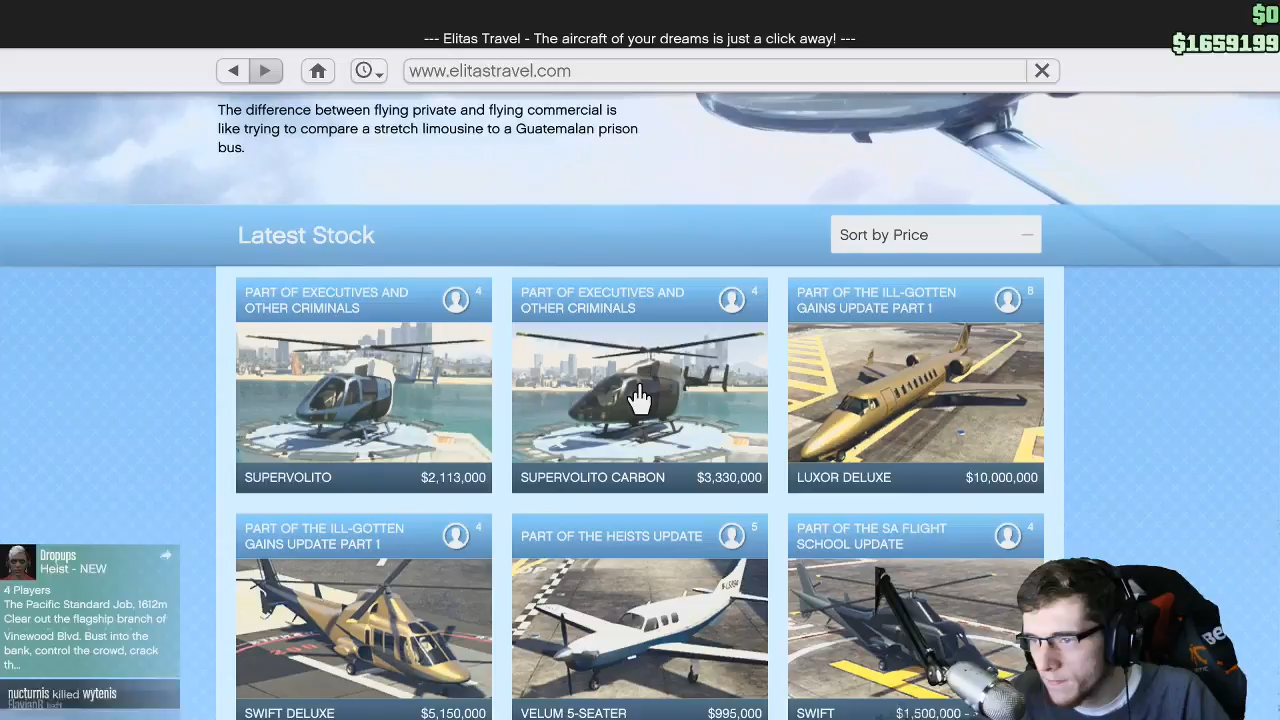 $0
--- Elitas Travel - The aircraft of your dreams is just a click away! ---
$1659199
www.elitastravel.com
The difference between flying private and flying commercial is
like trying to compare a stretch limousine to a Guatemalan prison
bus.
Latest Stock
Sort by Price
PART OF EXECUTIVES AND
OTHER CRIMINALS
4
SUPERVOLITO
$2,113,000
PART OF EXECUTIVES AND
OTHER CRIMINALS
4
SUPERVOLITO CARBON
$3,330,000
PART OF THE ILL-GOTTEN
GAINS UPDATE PART 1
8
LUXOR DELUXE
$10,000,000
PART OF THE ILL-GOTTEN
GAINS UPDATE PART 1
4
SWIFT DELUXE
$5,150,000
PART OF THE HEISTS UPDATE
5
VELUM 5-SEATER
$995,000
PART OF THE SA FLIGHT
SCHOOL UPDATE
4
SWIFT
$1,500,000 -
Dropups
Heist - NEW
4 Players
The Pacific Standard Job, 1612m
Clear out the flagship branch of
Vinewood Blvd. Bust into the
bank, control the crowd, crack
th...
nucturnis killed wytenis